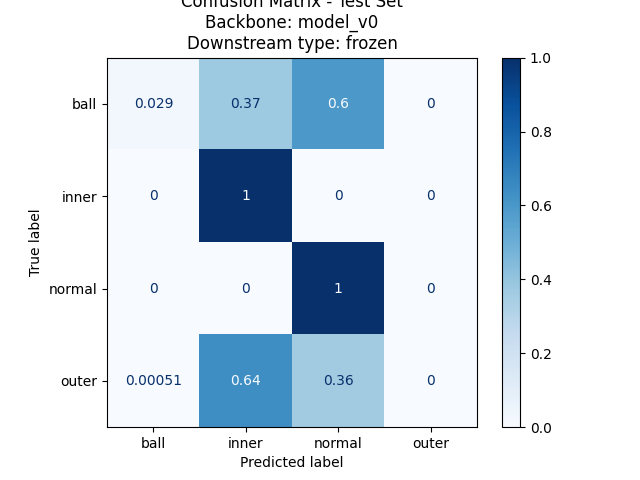 Confusion Matrix - Test Set
Backbone: model_v0
Downstream type: frozen
True label
ball 0.029 0.37 0.6 0
inner 0 1 0 0
normal 0 0 1 0
outer 0.00051 0.64 0.36 0
ball inner normal outer
Predicted label
1.0
0.8
0.6
0.4
0.2
0.0